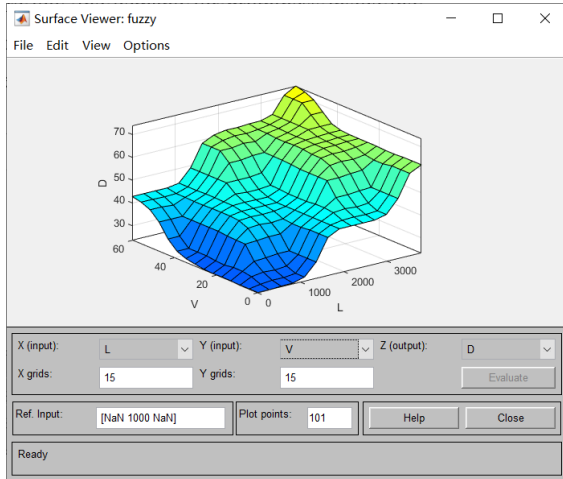 Surface Viewer: fuzzy
File Edit View Options
70
60
50
40
30
D
60
40
20
0
V
0
1000
2000
3000
L
X (input): L Y (input): V Z (output): D
X grids: 15 Y grids: 15 Evaluate
Ref. Input: [NaN 1000 NaN] Plot points: 101 Help Close
Ready